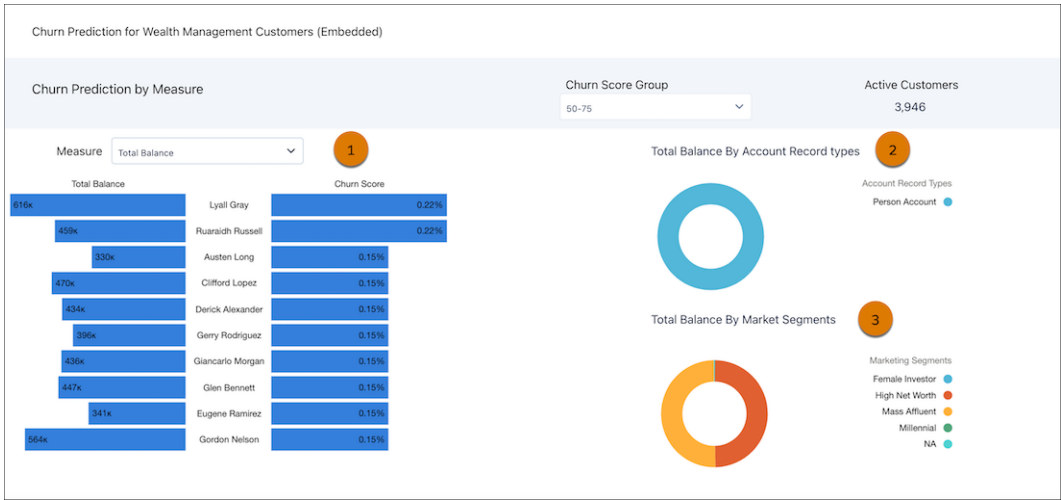 Churn Prediction for Wealth Management Customers (Embedded)
Churn Prediction by Measure
Churn Score Group
50-75
Active Customers
3,946
Measure
Total Balance
1
Total Balance
Churn Score
616K Lyall Gray 0.22%
459K Ruaraidh Russell 0.22%
330K Austen Long 0.15%
470K Clifford Lopez 0.15%
434K Derick Alexander 0.15%
396K Gerry Rodriguez 0.15%
436K Giancarlo Morgan 0.15%
447K Glen Bennett 0.15%
341K Eugene Ramirez 0.15%
564K Gordon Nelson 0.15%
Total Balance By Account Record types
2
Account Record Types
Person Account
Total Balance By Market Segments
3
Marketing Segments
Female Investor
High Net Worth
Mass Affluent
Millennial
NA